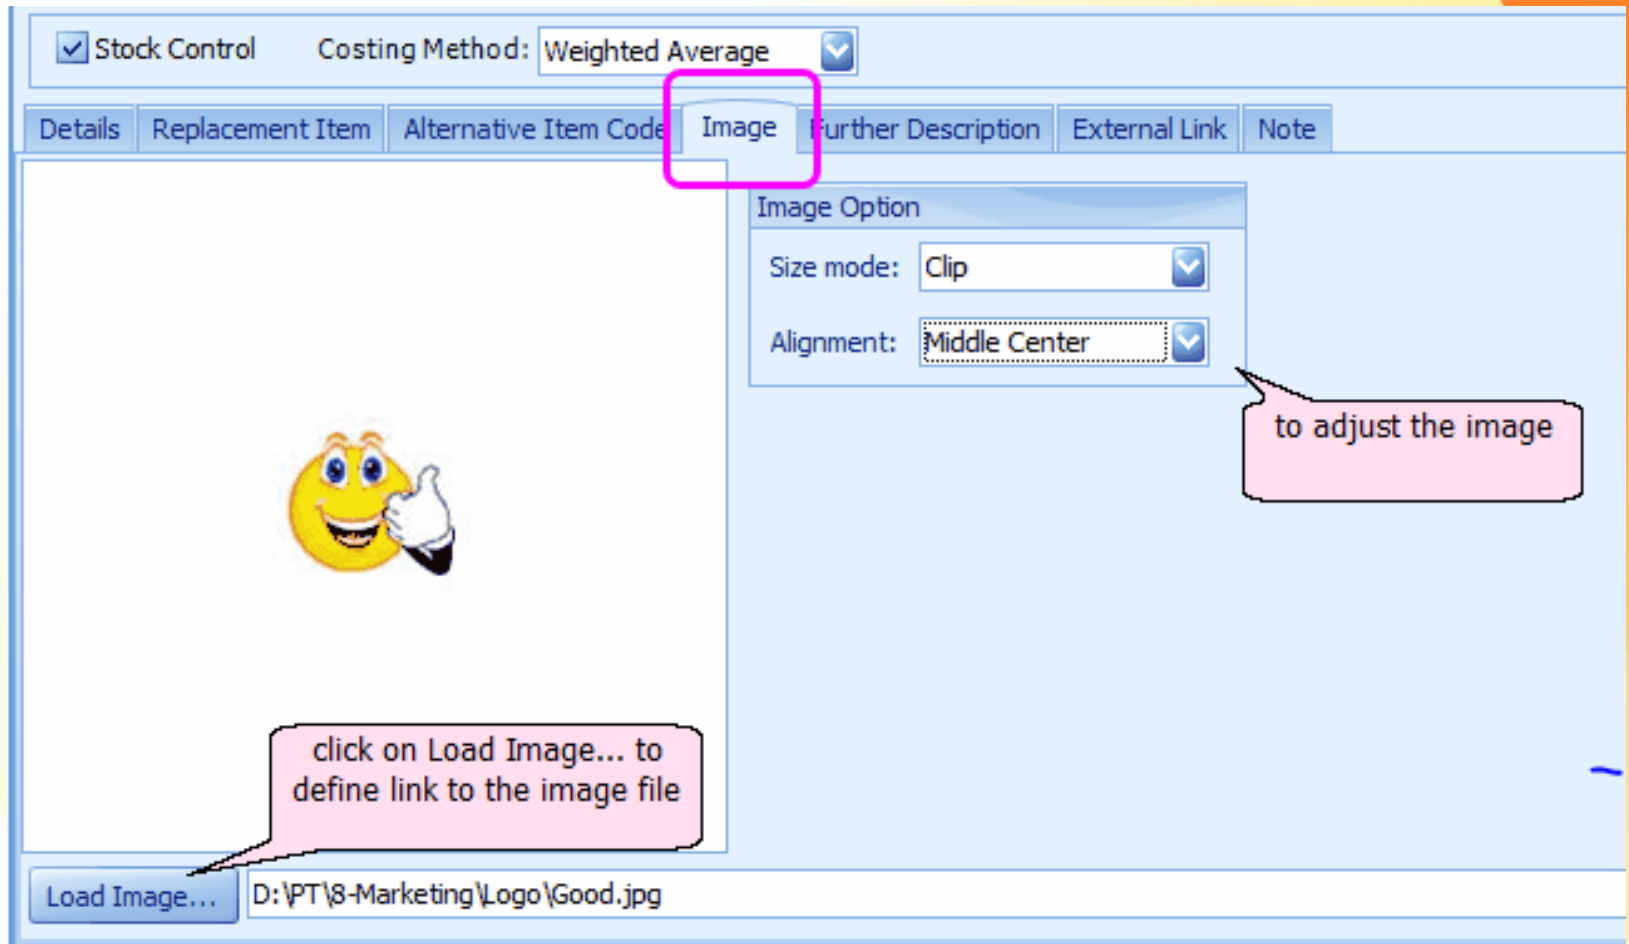 Stock Control Costing Method: Weighted Average
Details Replacement Item Alternative Item Code Image Further Description External Link Note
Image Option
Size mode: Clip
Alignment: Middle Center
to adjust the image
click on Load Image... to
define link to the image file
Load Image... D:\PT\8-Marketing\Logo\Good.jpg